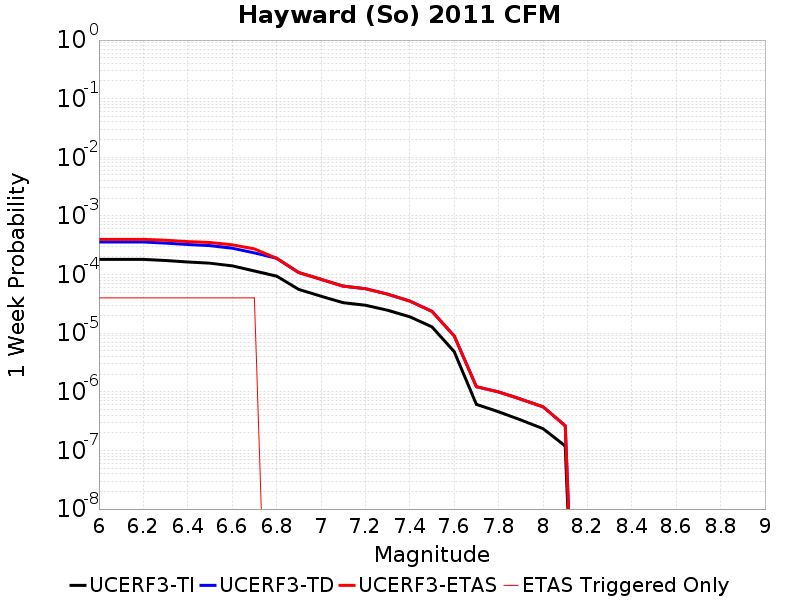 Hayward (So) 2011 CFM
1 Week Probability
10^0
10^-1
10^-2
10^-3
10^-4
10^-5
10^-6
10^-7
10^-8
6 6.2 6.4 6.6 6.8 7 7.2 7.4 7.6 7.8 8 8.2 8.4 8.6 8.8 9
Magnitude
UCERF3-TI UCERF3-TD UCERF3-ETAS ETAS Triggered Only